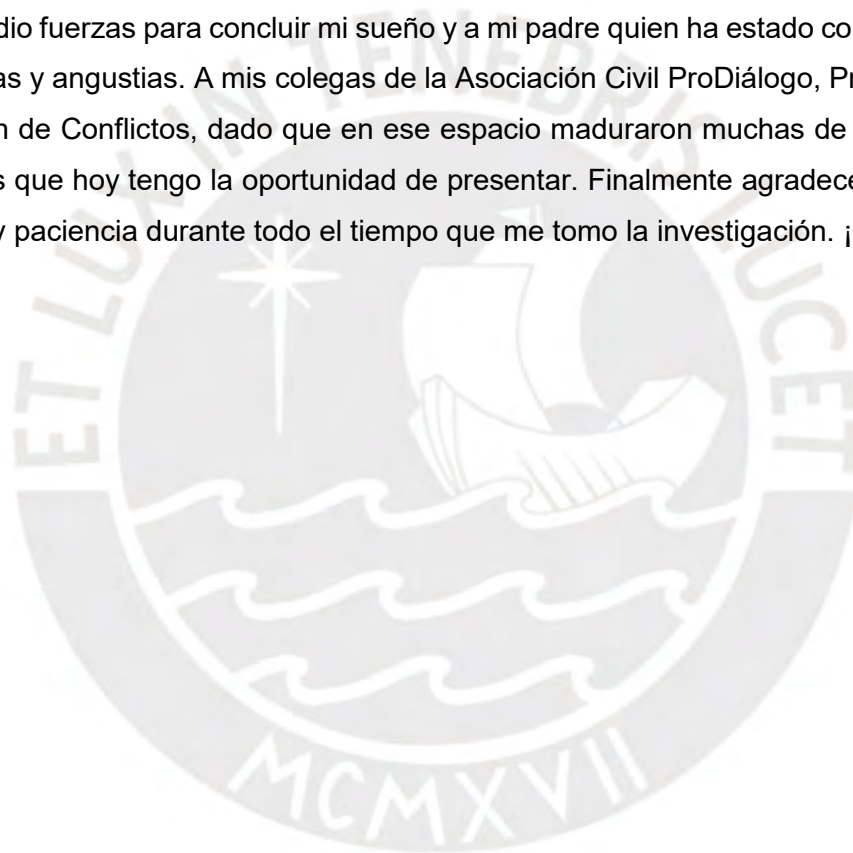 dio fuerzas para concluir mi sueño y a mi padre quien ha estado co
as y angustias. A mis colegas de la Asociación Civil ProDiálogo, Pr
n de Conflictos, dado que en ese espacio maduraron muchas de
s que hoy tengo la oportunidad de presentar. Finalmente agradece
y paciencia durante todo el tiempo que me tomo la investigación. ¡
ET LUX IN TENEBRIS LUCET
MCMXVII